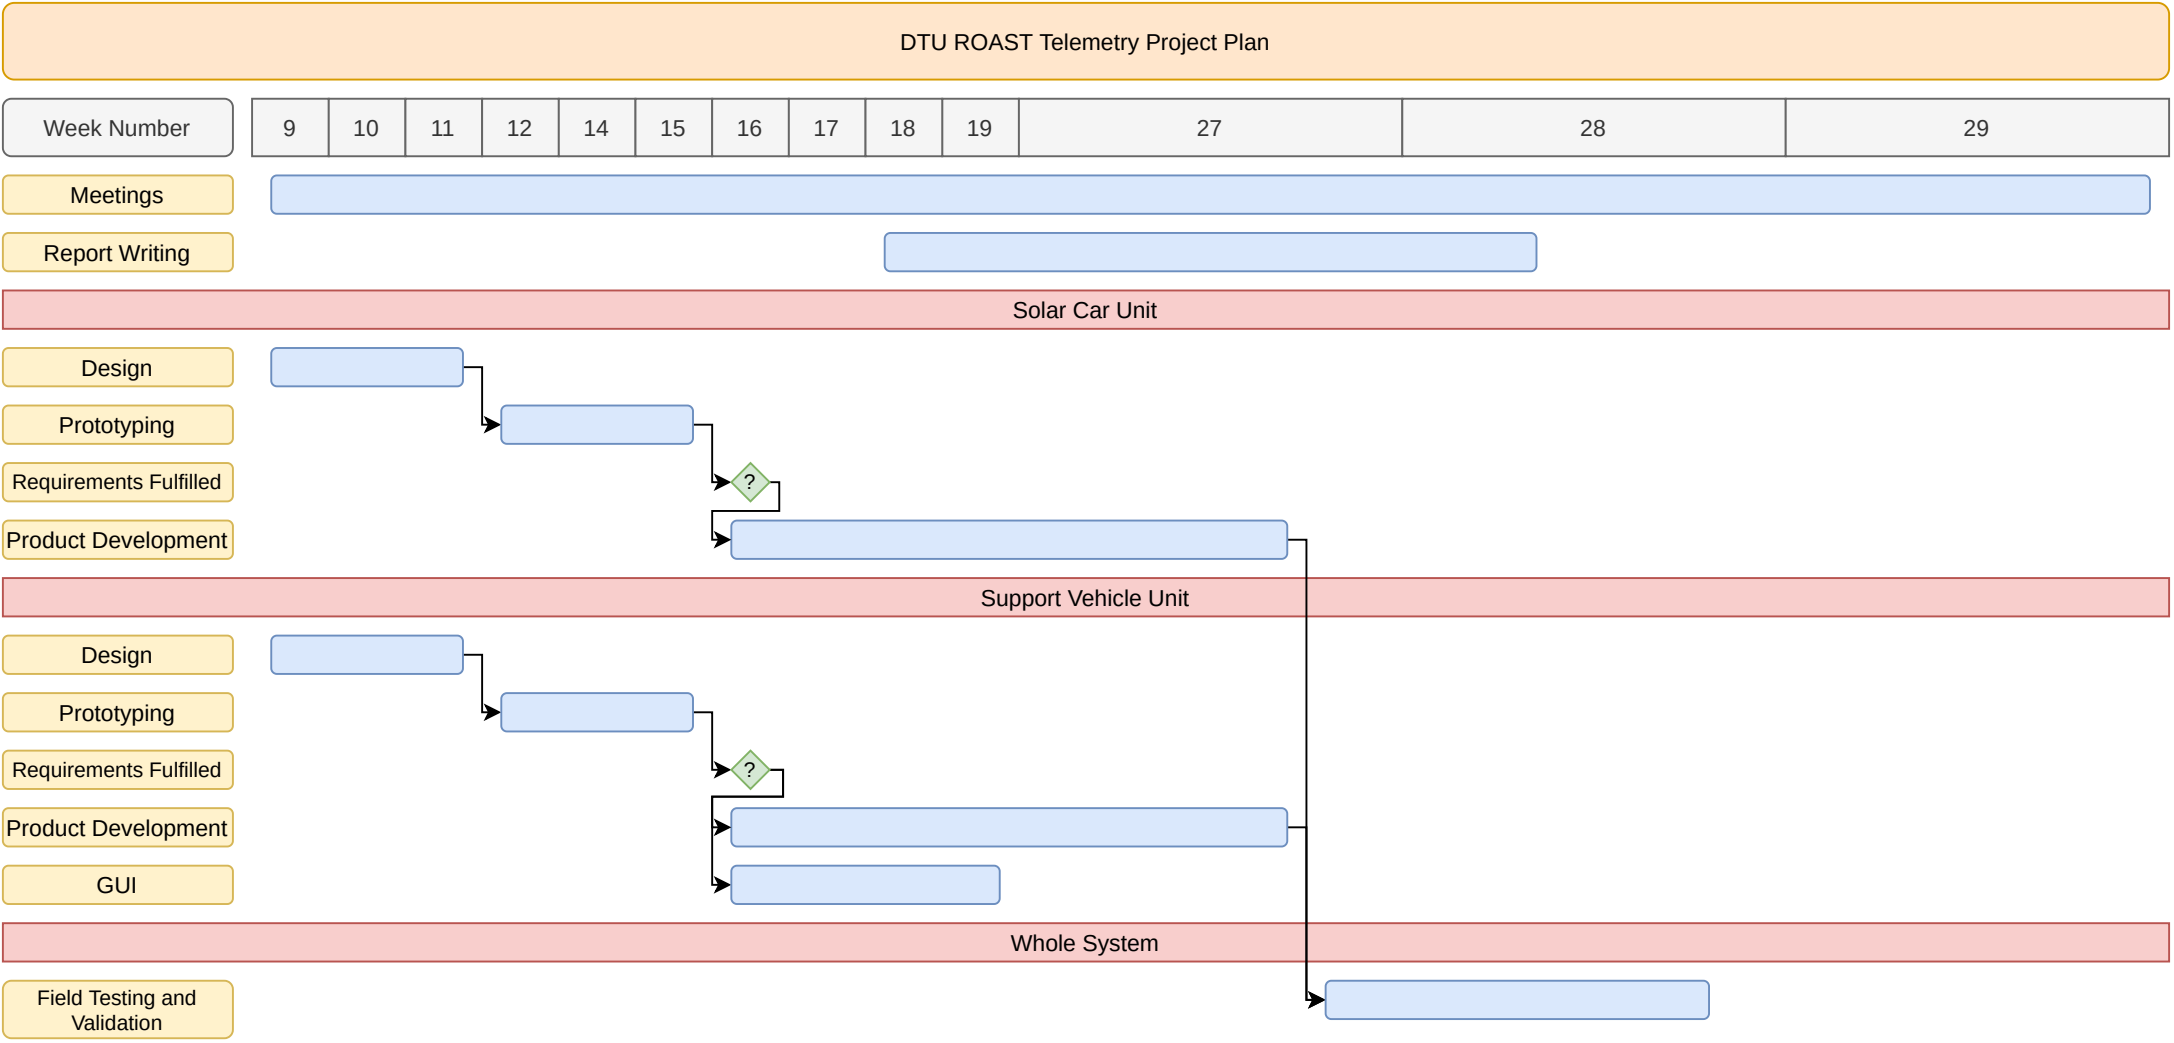 DTU ROAST Telemetry Project Plan
Week Number 9 10 11 12 14 15 16 17 18 19 27 28 29
Meetings
Report Writing
Solar Car Unit
Design
Prototyping
Requirements Fulfilled ?
Product Development
Support Vehicle Unit
Design
Prototyping
Requirements Fulfilled ?
Product Development
GUI
Whole System
Field Testing and
Validation